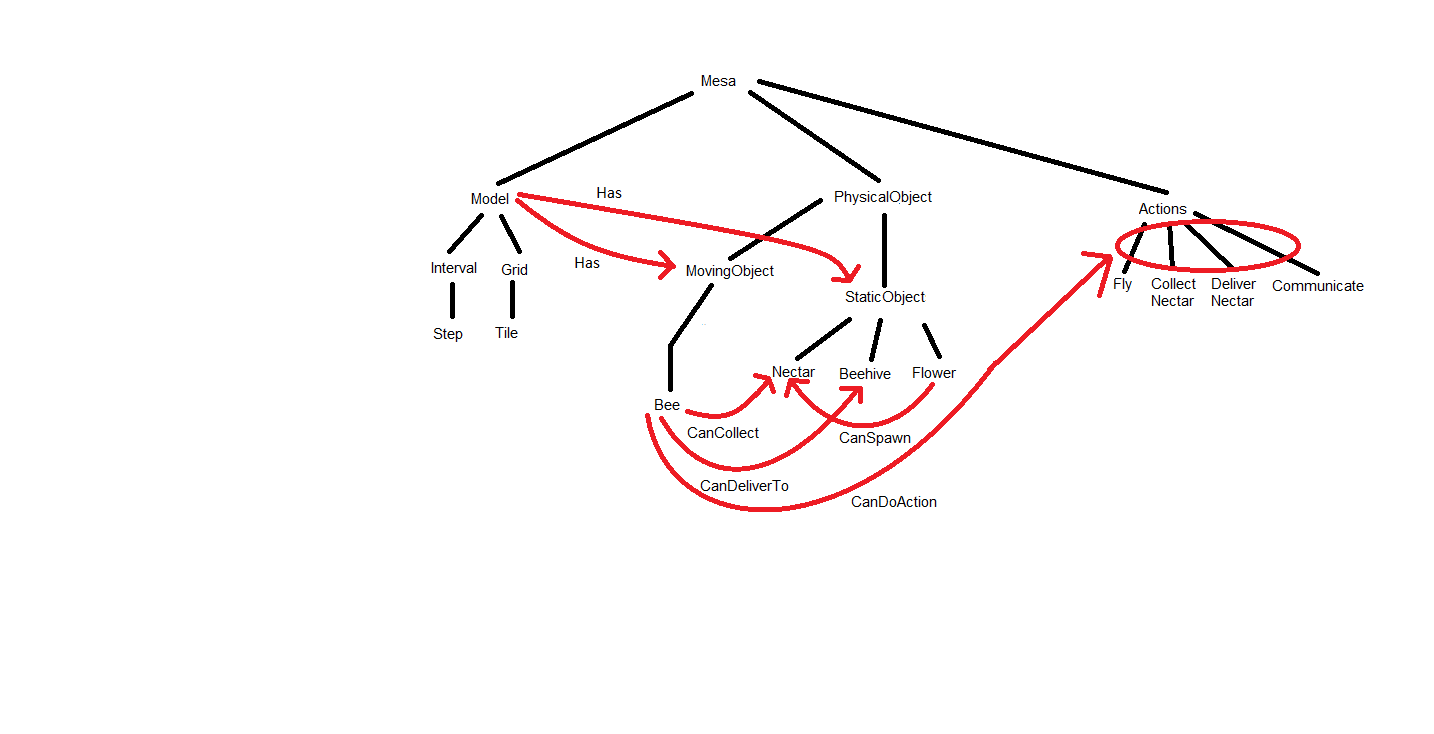 Mesa
Has
Model
PhysicalObject
Actions
Has
Interval
Grid
MovingObject
Fly
Collect
Nectar
Deliver
Nectar
Communicate
StaticObject
Step
Tile
Nectar
Beehive
Flower
Bee
CanCollect
CanSpawn
CanDeliverTo
CanDoAction